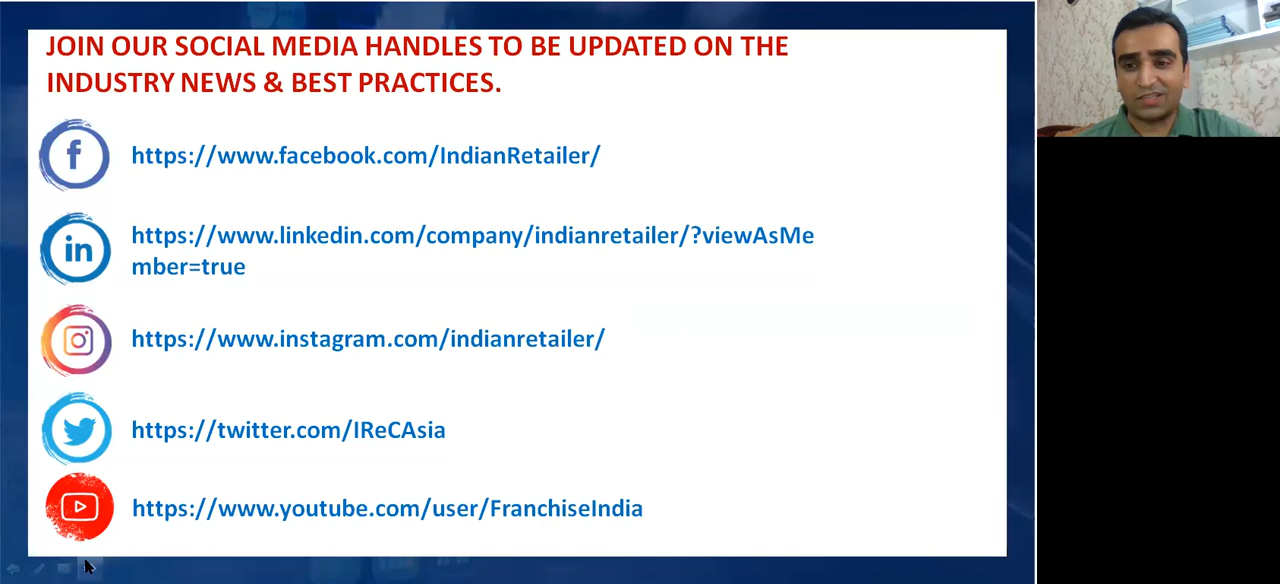 JOIN OUR SOCIAL MEDIA HANDLES TO BE UPDATED ON THE
INDUSTRY NEWS & BEST PRACTICES.
f
https://www.facebook.com/IndianRetailer/
in
https://www.linkedin.com/company/indianretailer/?viewAsMe
mber=true
https://www.instagram.com/indianretailer/
https://twitter.com/IReCAsia
https://www.youtube.com/user/FranchiseIndia